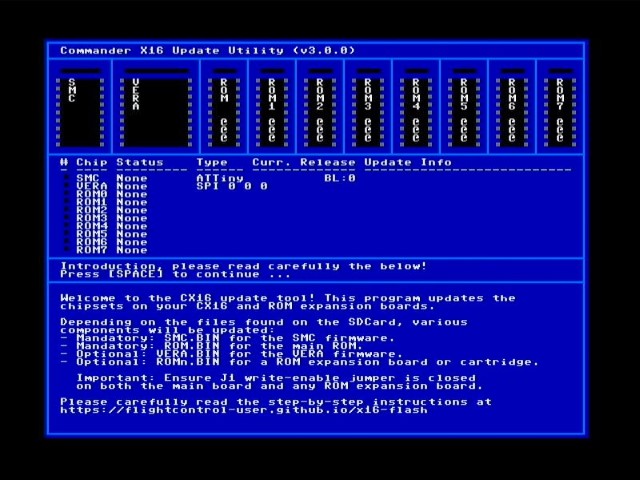 Commander X16 Update Utility (v3.0.0)
SMC VERA ROM ROM1 ROM2 ROM3 ROM4 ROM5 ROM6 ROM7
# Chip Status Type Curr. Release Update Info
SMC None ATTiny BL:0
VERA None SPI 0 0 0
ROM0 None
ROM1 None
ROM2 None
ROM3 None
ROM4 None
ROM5 None
ROM6 None
ROM7 None
Introduction, please read carefully the below!
Press [SPACE] to continue ...
Welcome to the CX16 update tool! This program updates the
chipsets on your CX16 and ROM expansion boards.
Depending on the files found on the SDCard, various
components will be updated:
- Mandatory: SMC.BIN for the SMC firmware.
- Mandatory: ROM.BIN for the main ROM.
- Optional: VERA.BIN for the VERA firmware.
- Optional: ROMn.BIN for a ROM expansion board or cartridge.
Important: Ensure J1 write-enable jumper is closed
on both the main board and any ROM expansion board.
Please carefully read the step-by-step instructions at
https://flightcontrol-user.github.io/x16-flash